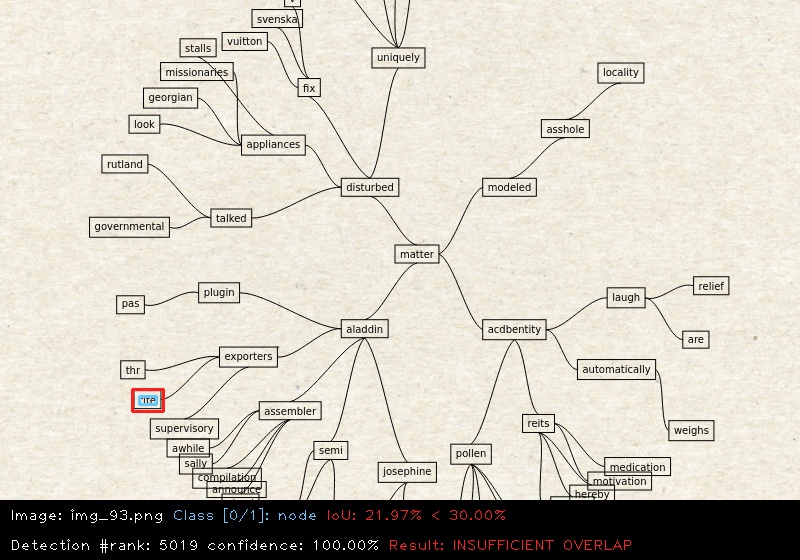 svenska
vuitton
stalls
uniquely
missionaries
locality
fix
georgian
look
asshole
appliances
rutland
disturbed
modeled
talked
governmental
matter
relief
plugin
laugh
pas
aladdin
acdbentity
are
exporters
thr
automatically
assembler
reits
supervisory
weighs
awhile
semi
pollen
sally
josephine
medication
compilation
motivation
announce
hereby
Image: img_93.png Class [0/1]: node IoU: 21.97% < 30.00%
Detection #rank: 5019 confidence: 100.00% Result: INSUFFICIENT OVERLAP